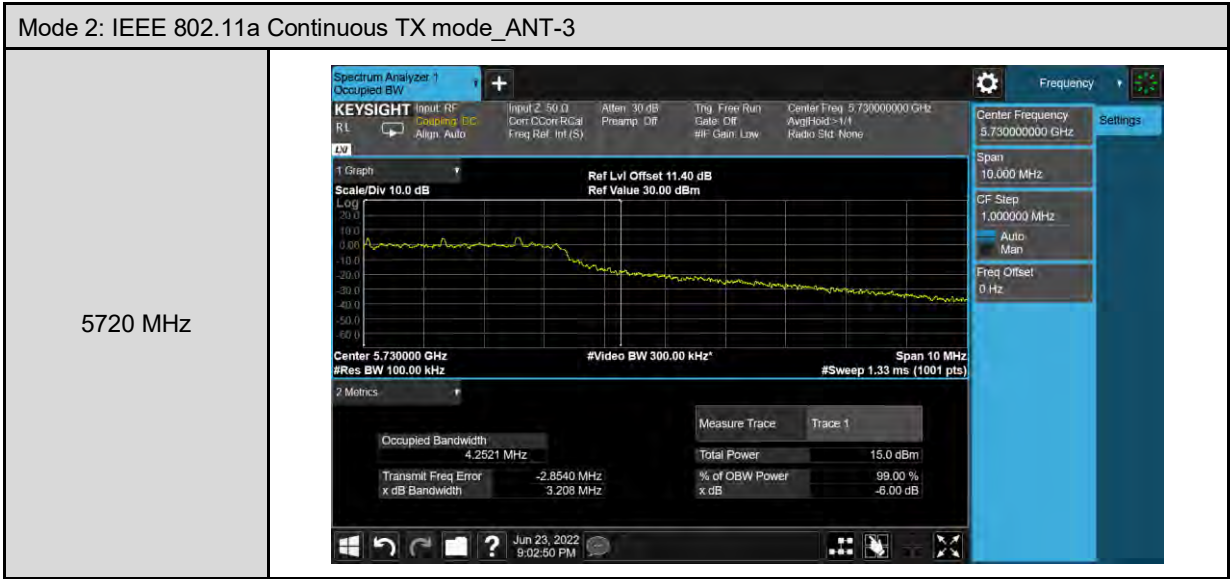 Mode 2: IEEE 802.11a Continuous TX mode_ANT-3
5720 MHz
Spectrum Analyzer 1
Occupied BW
Frequency
KEYSIGHT Input: RF Input Z: 50 Ω Atten: 30 dB Trig: Free Run Center Freq: 5.730000000 GHz
RL Coupling: DC Corr CCorr RCal Preamp: Off Gate: Off Avg|Hold:>1/1
Align: Auto Freq Ref: Int (S) #IF Gain: Low Radio Std: None
LXI
Center Frequency
5.730000000 GHz
Settings
Span
10.000 MHz
CF Step
1.000000 MHz
Auto
Man
Freq Offset
0 Hz
1 Graph
Ref Lvl Offset 11.40 dB
Scale/Div 10.0 dB
Ref Value 30.00 dBm
Log
20.0
10.0
0.00
-10.0
-20.0
-30.0
-40.0
-50.0
-60.0
Center 5.730000 GHz #Video BW 300.00 kHz* Span 10 MHz
#Res BW 100.00 kHz #Sweep 1.33 ms (1001 pts)
2 Metrics
Measure Trace Trace 1
Occupied Bandwidth
4.2521 MHz
Total Power 15.0 dBm
Transmit Freq Error -2.8540 MHz % of OBW Power 99.00 %
x dB Bandwidth 3.208 MHz x dB -6.00 dB
? Jun 23, 2022
9:02:50 PM